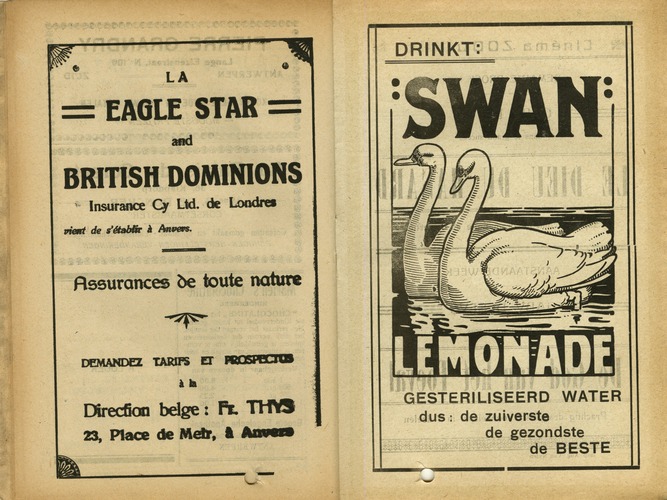 LA
EAGLE STAR
and
BRITISH DOMINIONS
Insurance Cy Ltd. de Londres
vient de s'établir à Anvers.
Assurances de toute nature
DEMANDEZ TARIFS ET PROSPECTUS
à la
Direction belge : Fr. THYS
23, Place de Meir, à Anvers
DRINKT:
:SWAN:
LEMONADE
GESTERILISEERD WATER
dus : de zuiverste
de gezondste
de BESTE